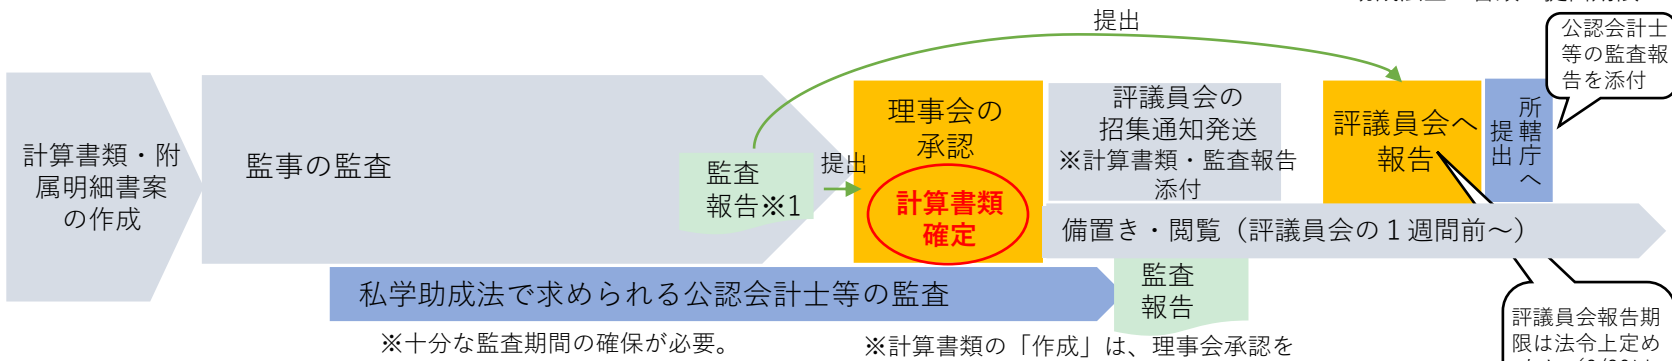 提出
公認会計士
等の監査報
告を添付
計算書類・附
属明細書案
の作成
監事の監査
監査
報告※1
提出
理事会の
承認
計算書類
確定
評議員会の
招集通知発送
※計算書類・監査報告
添付
評議員会へ
報告
所轄庁へ
提出
備置き・閲覧（評議員会の１週間前～）
私学助成法で求められる公認会計士等の監査
監査
報告
※十分な監査期間の確保が必要。
※計算書類の「作成」は、理事会承認を
評議員会報告期
限は法令上定め